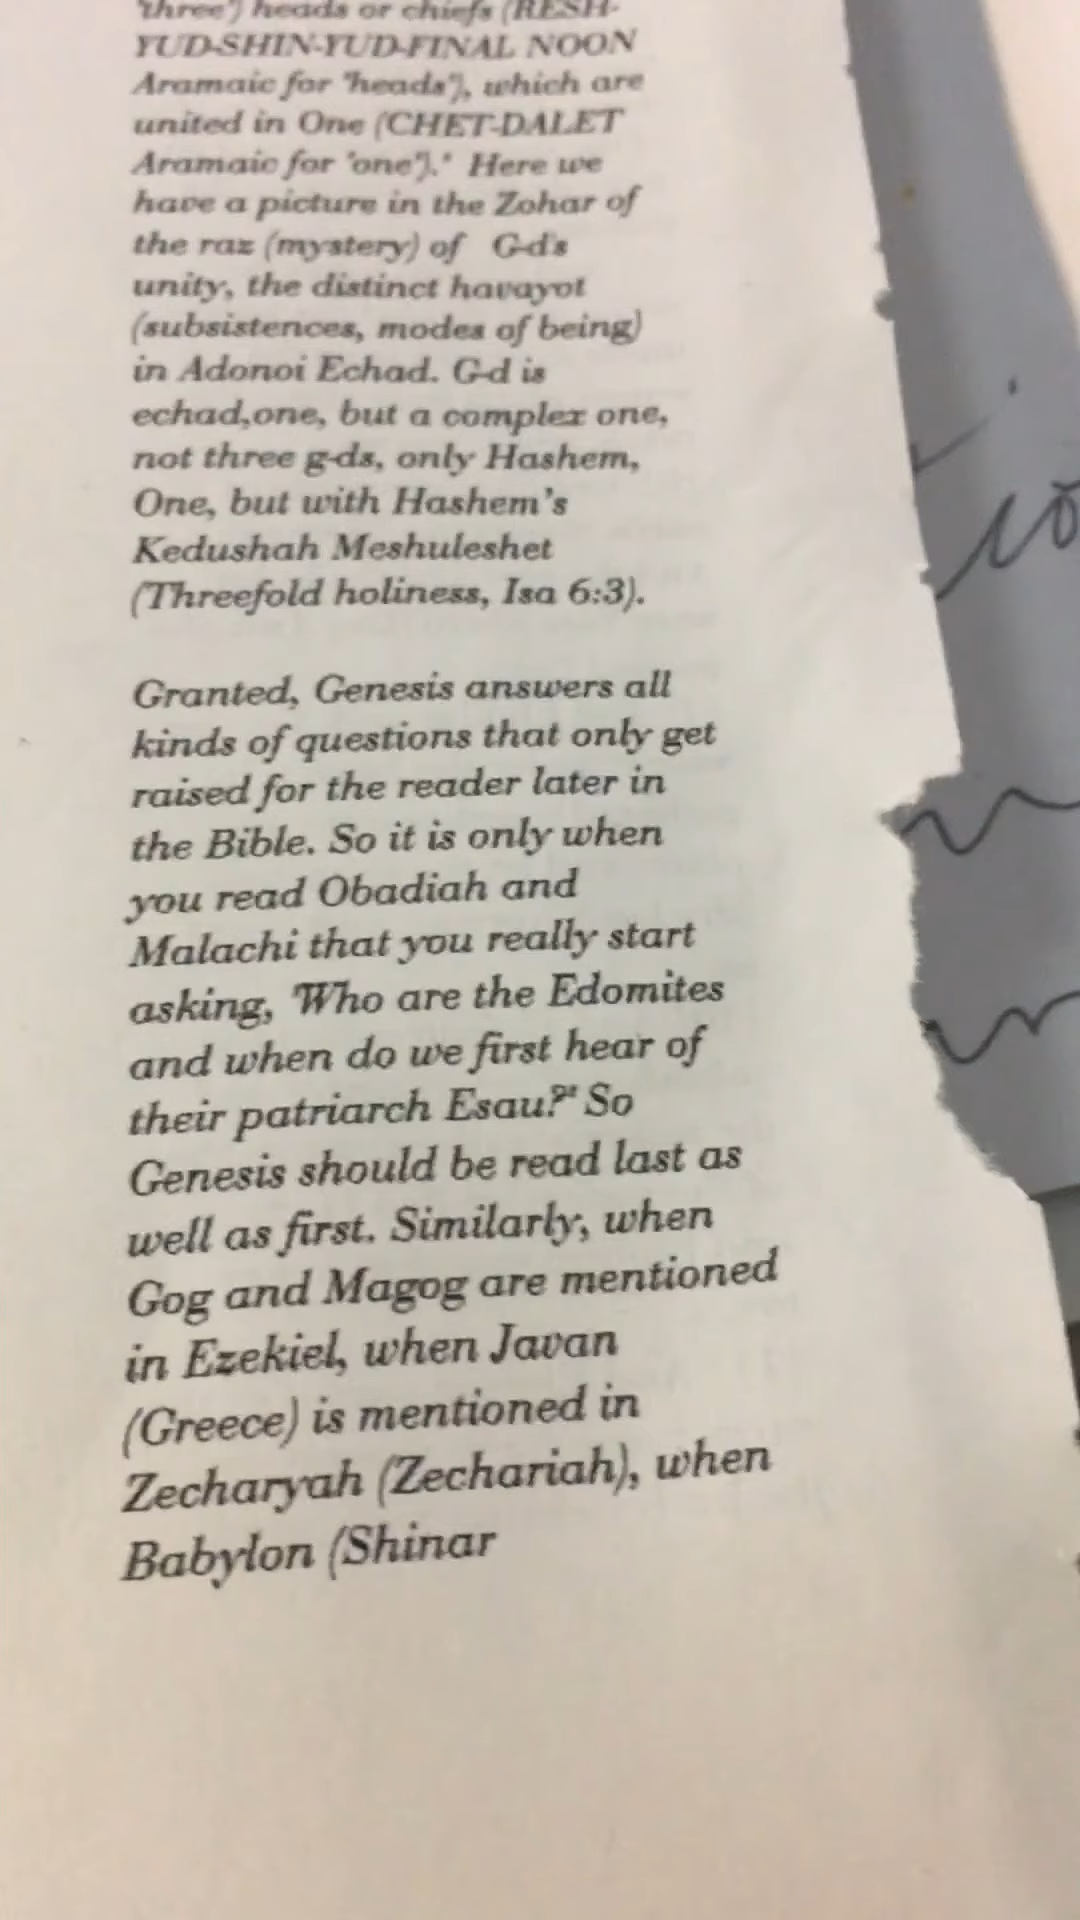 'three') heads or chiefs (RESH-
YUD-SHIN-YUD-FINAL NOON
Aramaic for 'heads'), which are
united in One (CHET-DALET
Aramaic for 'one').' Here we
have a picture in the Zohar of
the raz (mystery) of G-d's
unity, the distinct havayot
(subsistences, modes of being)
in Adonoi Echad. G-d is
echad,one, but a complex one,
not three g-ds, only Hashem,
One, but with Hashem's
Kedushah Meshuleshet
(Threefold holiness, Isa 6:3).
Granted, Genesis answers all
kinds of questions that only get
raised for the reader later in
the Bible. So it is only when
you read Obadiah and
Malachi that you really start
asking, 'Who are the Edomites
and when do we first hear of
their patriarch Esau?' So
Genesis should be read last as
well as first. Similarly, when
Gog and Magog are mentioned
in Ezekiel, when Javan
(Greece) is mentioned in
Zecharyah (Zechariah), when
Babylon (Shinar